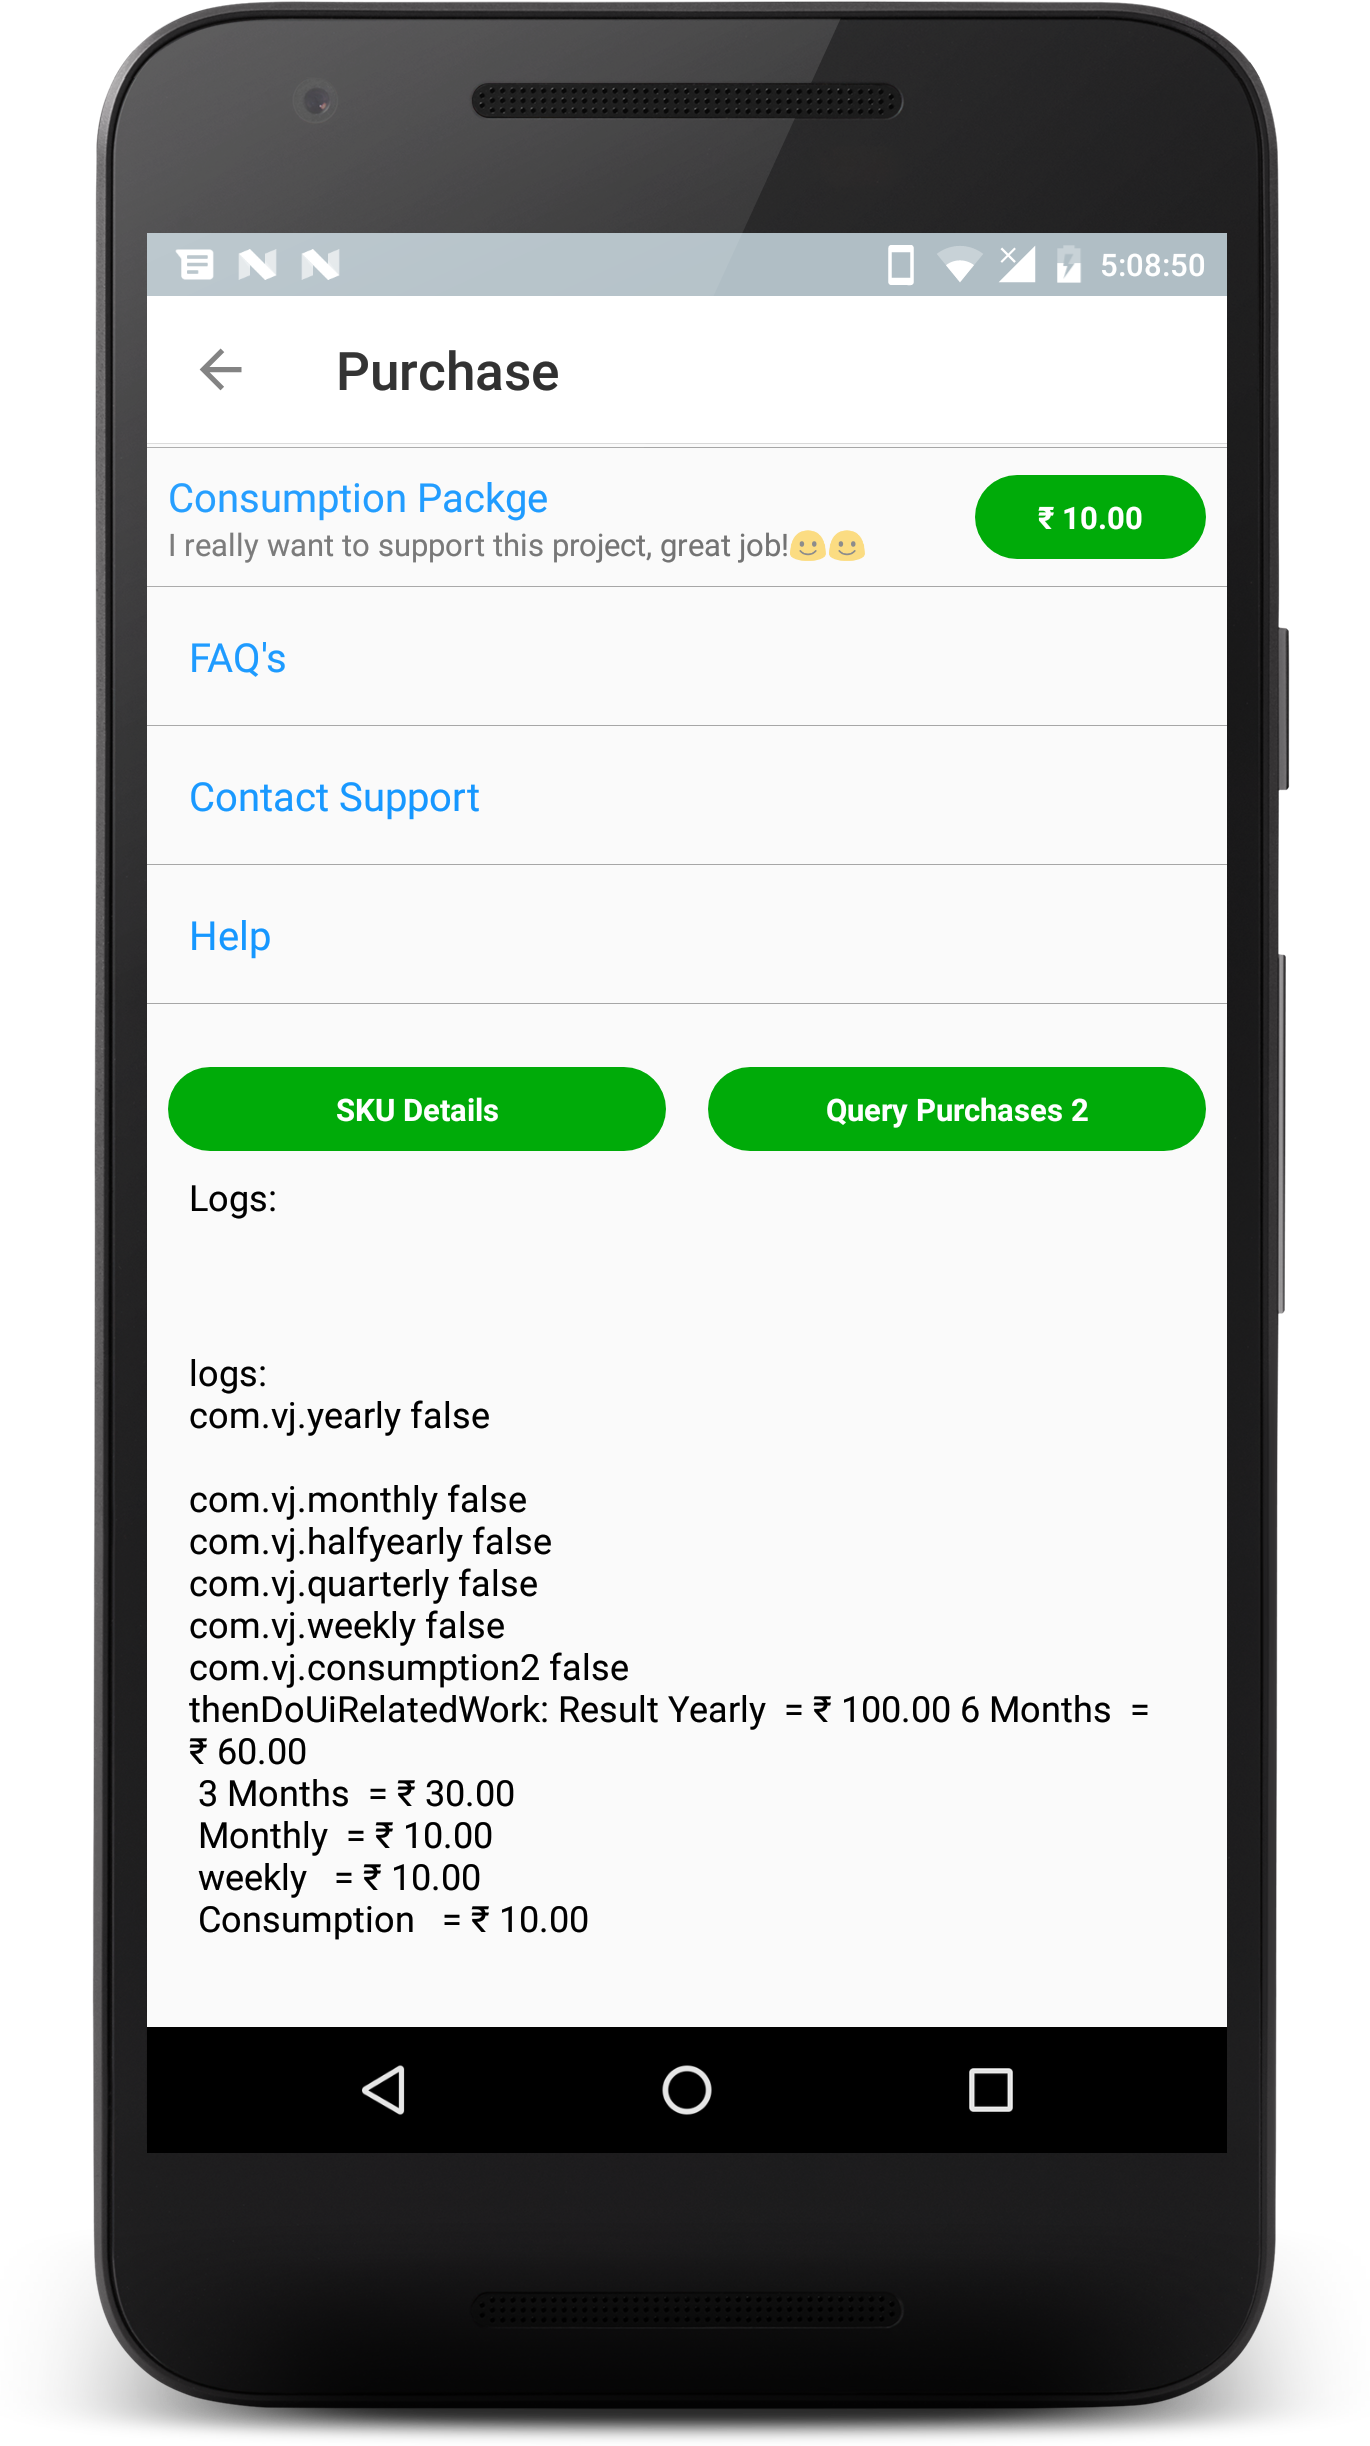 5:08:50
Purchase
Consumption Packge
₹ 10.00
I really want to support this project, great job!🙂🙂
FAQ's
Contact Support
Help
SKU Details
Query Purchases 2
Logs:
logs:
com.vj.yearly false
com.vj.monthly false
com.vj.halfyearly false
com.vj.quarterly false
com.vj.weekly false
com.vj.consumption2 false
thenDoUiRelatedWork: Result Yearly  = ₹ 100.00 6 Months  =
₹ 60.00
3 Months  = ₹ 30.00
Monthly  = ₹ 10.00
weekly   = ₹ 10.00
Consumption   = ₹ 10.00